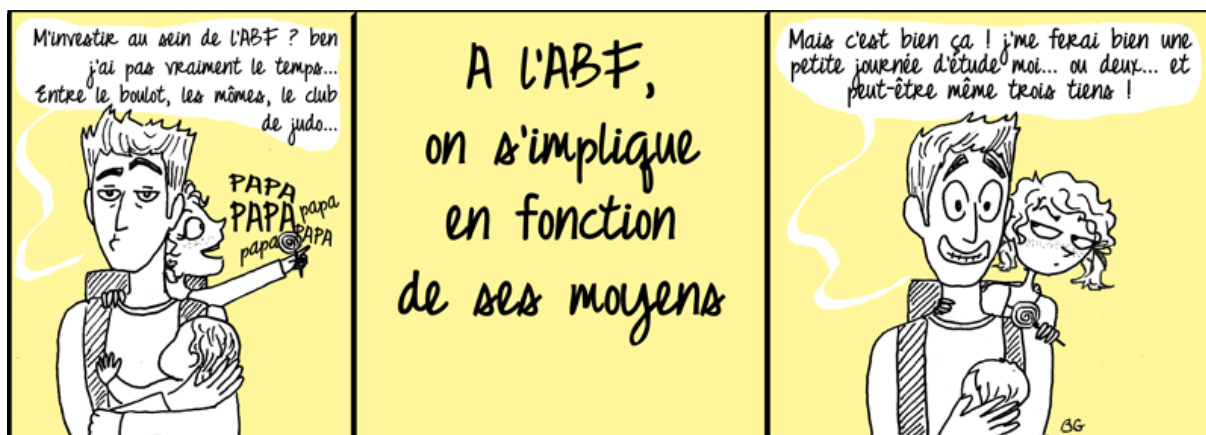 M'investir au sein de l'ABF ? ben
j'ai pas vraiment le temps...
Entre le boulot, les mômes, le club
de judo...
PAPA
PAPA papa
papa PAPA
A l'ABF,
on s'implique
en fonction
de ses moyens
Mais c'est bien ça ! j'me ferai bien une
petite journée d'étude moi... ou deux... et
peut-être même trois tiens !
BG